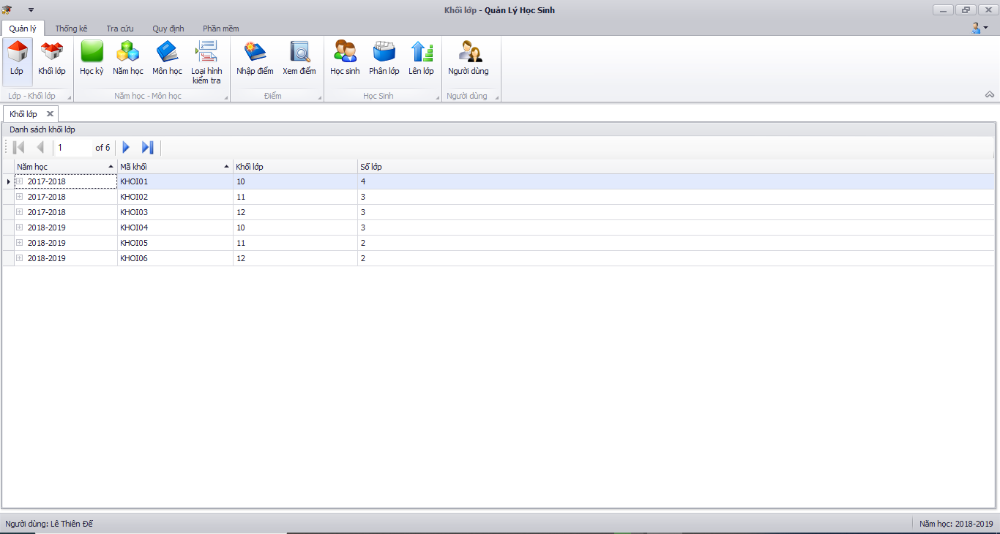 Khối lớp - Quản Lý Học Sinh
Quản lý Thống kê Tra cứu Quy định Phần mềm
Lớp Khối lớp Học kỳ Năm học Môn học Loại hình kiểm tra Nhập điểm Xem điểm Học sinh Phân lớp Lên lớp Người dùng
Lớp - Khối lớp Năm học - Môn học Điểm Học Sinh Người dùng
Khối lớp
Danh sách khối lớp
1 of 6
Năm học Mã khối Khối lớp Số lớp
2017-2018 KHOI01 10 4
2017-2018 KHOI02 11 3
2017-2018 KHOI03 12 3
2018-2019 KHOI04 10 3
2018-2019 KHOI05 11 2
2018-2019 KHOI06 12 2
Người dùng: Lê Thiên Đế Năm học: 2018-2019